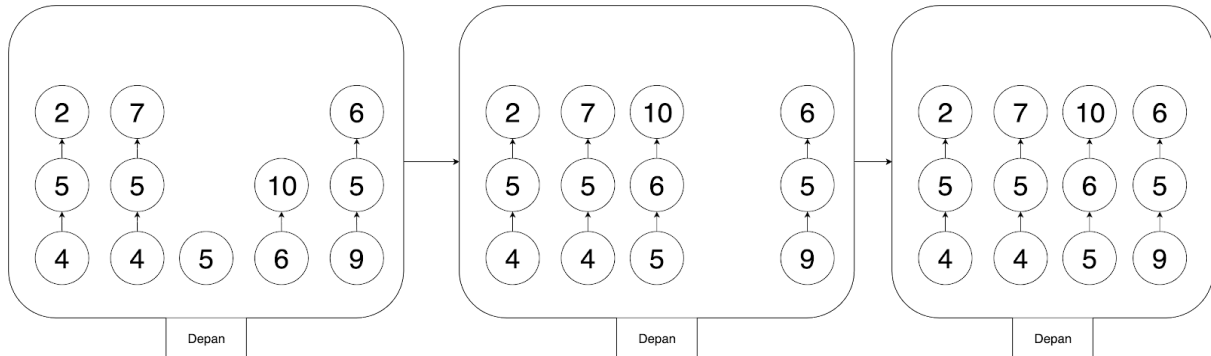 2 7 6 2 7 10 6 2 7 10 6
5 5 10 5 5 5 6 5 5 5 6 5
4 4 5 6 9 4 4 5 9 4 4 5 9
Depan Depan Depan